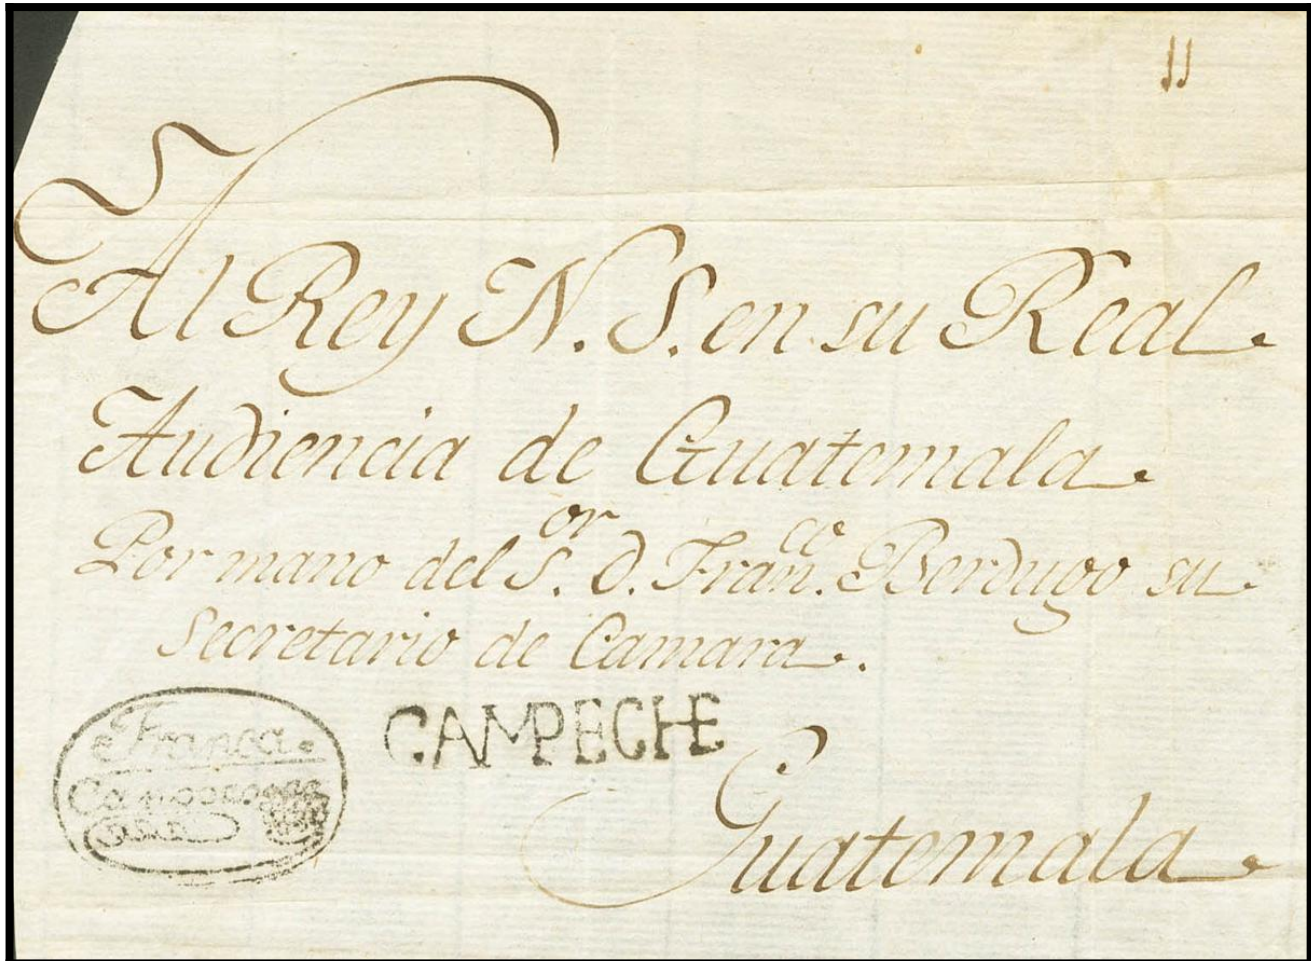 Al Rey N. S. en su Real
Audiencia de Guatemala
Por mano del S.or D. Fran.co Berdugo su
Secretario de Camara.
Franca
CAMPECHE
Guatemala